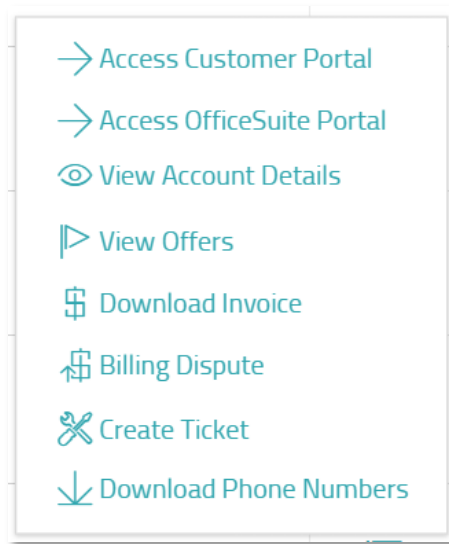 Access Customer Portal
Access OfficeSuite Portal
View Account Details
View Offers
Download Invoice
Billing Dispute
Create Ticket
Download Phone Numbers